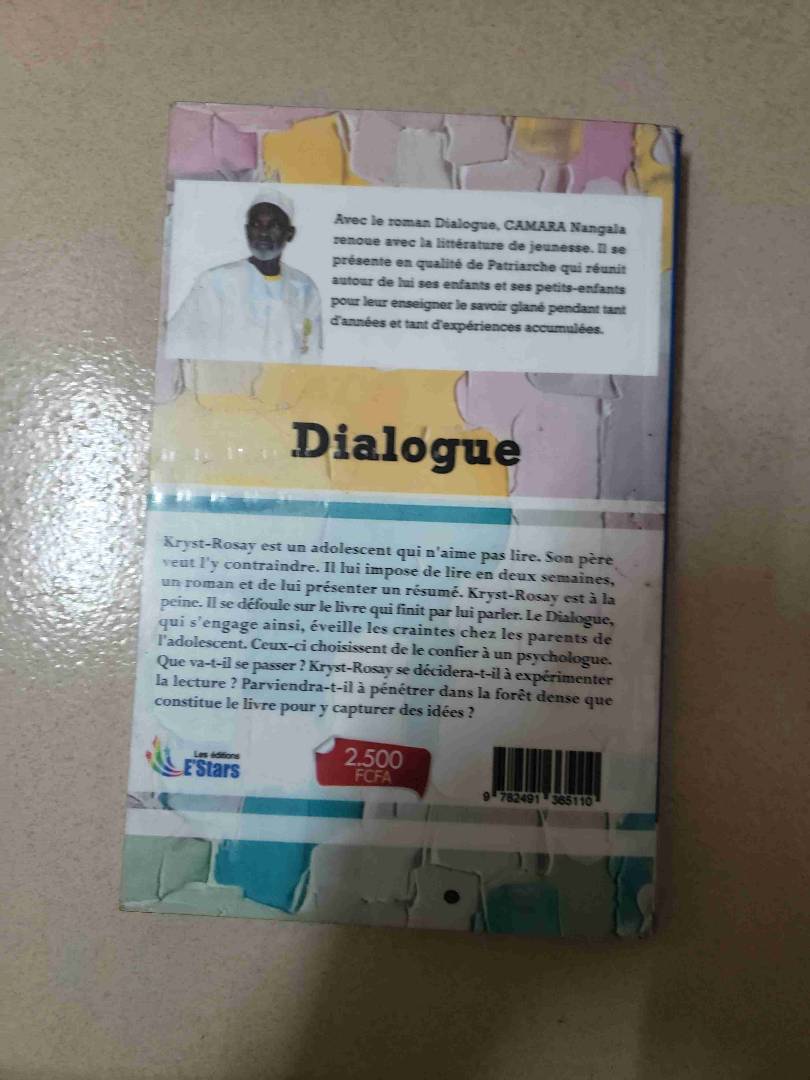 Avec le roman Dialogue, CAMARA Nangala
renoue avec la littérature de jeunesse. Il se
présente en qualité de Patriarche qui réunit
autour de lui ses enfants et ses petits-enfants
pour leur enseigner le savoir glané pendant tant
d'années et tant d'expériences accumulées.
Dialogue
Kryst-Rosay est un adolescent qui n'aime pas lire. Son père
veut l'y contraindre. Il lui impose de lire en deux semaines,
un roman et de lui présenter un résumé. Kryst-Rosay est à la
peine. Il se défoule sur le livre qui finit par lui parler. Le Dialogue,
qui s'engage ainsi, éveille les craintes chez les parents de
l'adolescent. Ceux-ci choisissent de le confier à un psychologue.
Que va-t-il se passer ? Kryst-Rosay se décidera-t-il à expérimenter
la lecture ? Parviendra-t-il à pénétrer dans la forêt dense que
constitue le livre pour y capturer des idées ?
Les éditions
E'Stars
2.500
FCFA
9 782491 365110